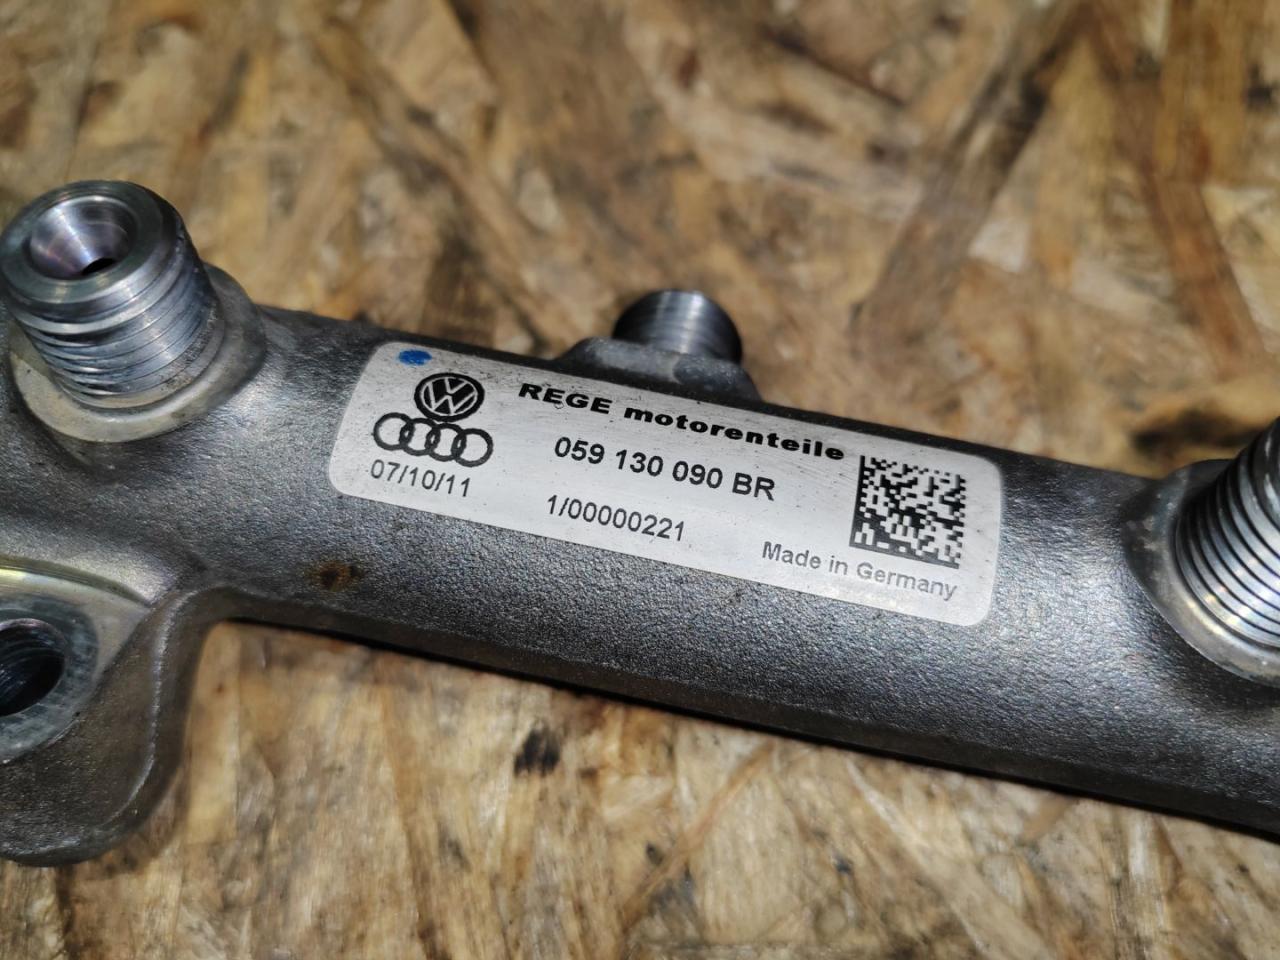 REGE motorenteile
059 130 090 BR
07/10/11
1/00000221
Made in Germany